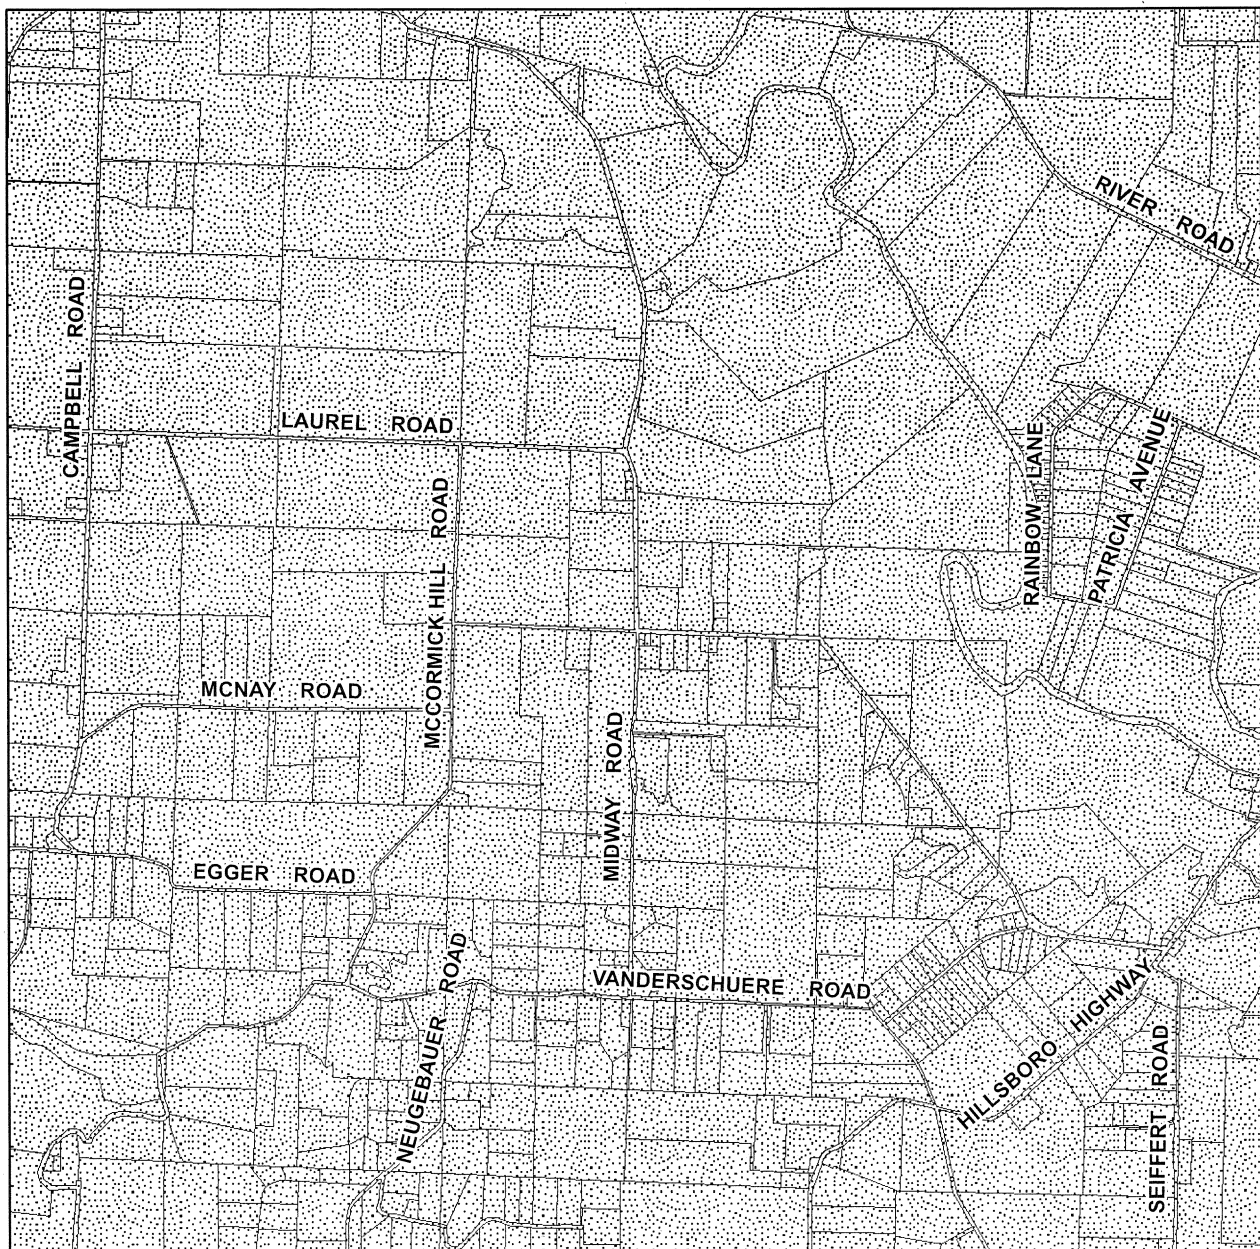 RIVER ROAD
CAMPBELL ROAD
LAUREL ROAD
RAINBOW LANE
PATRICIA AVENUE
MCCORMICK HILL ROAD
MCNAY ROAD
MIDWAY ROAD
EGGER ROAD
NEUGEBAUER ROAD
VANDERSCHUERE ROAD
HILLSBORO HIGHWAY
SEIFFERT ROAD